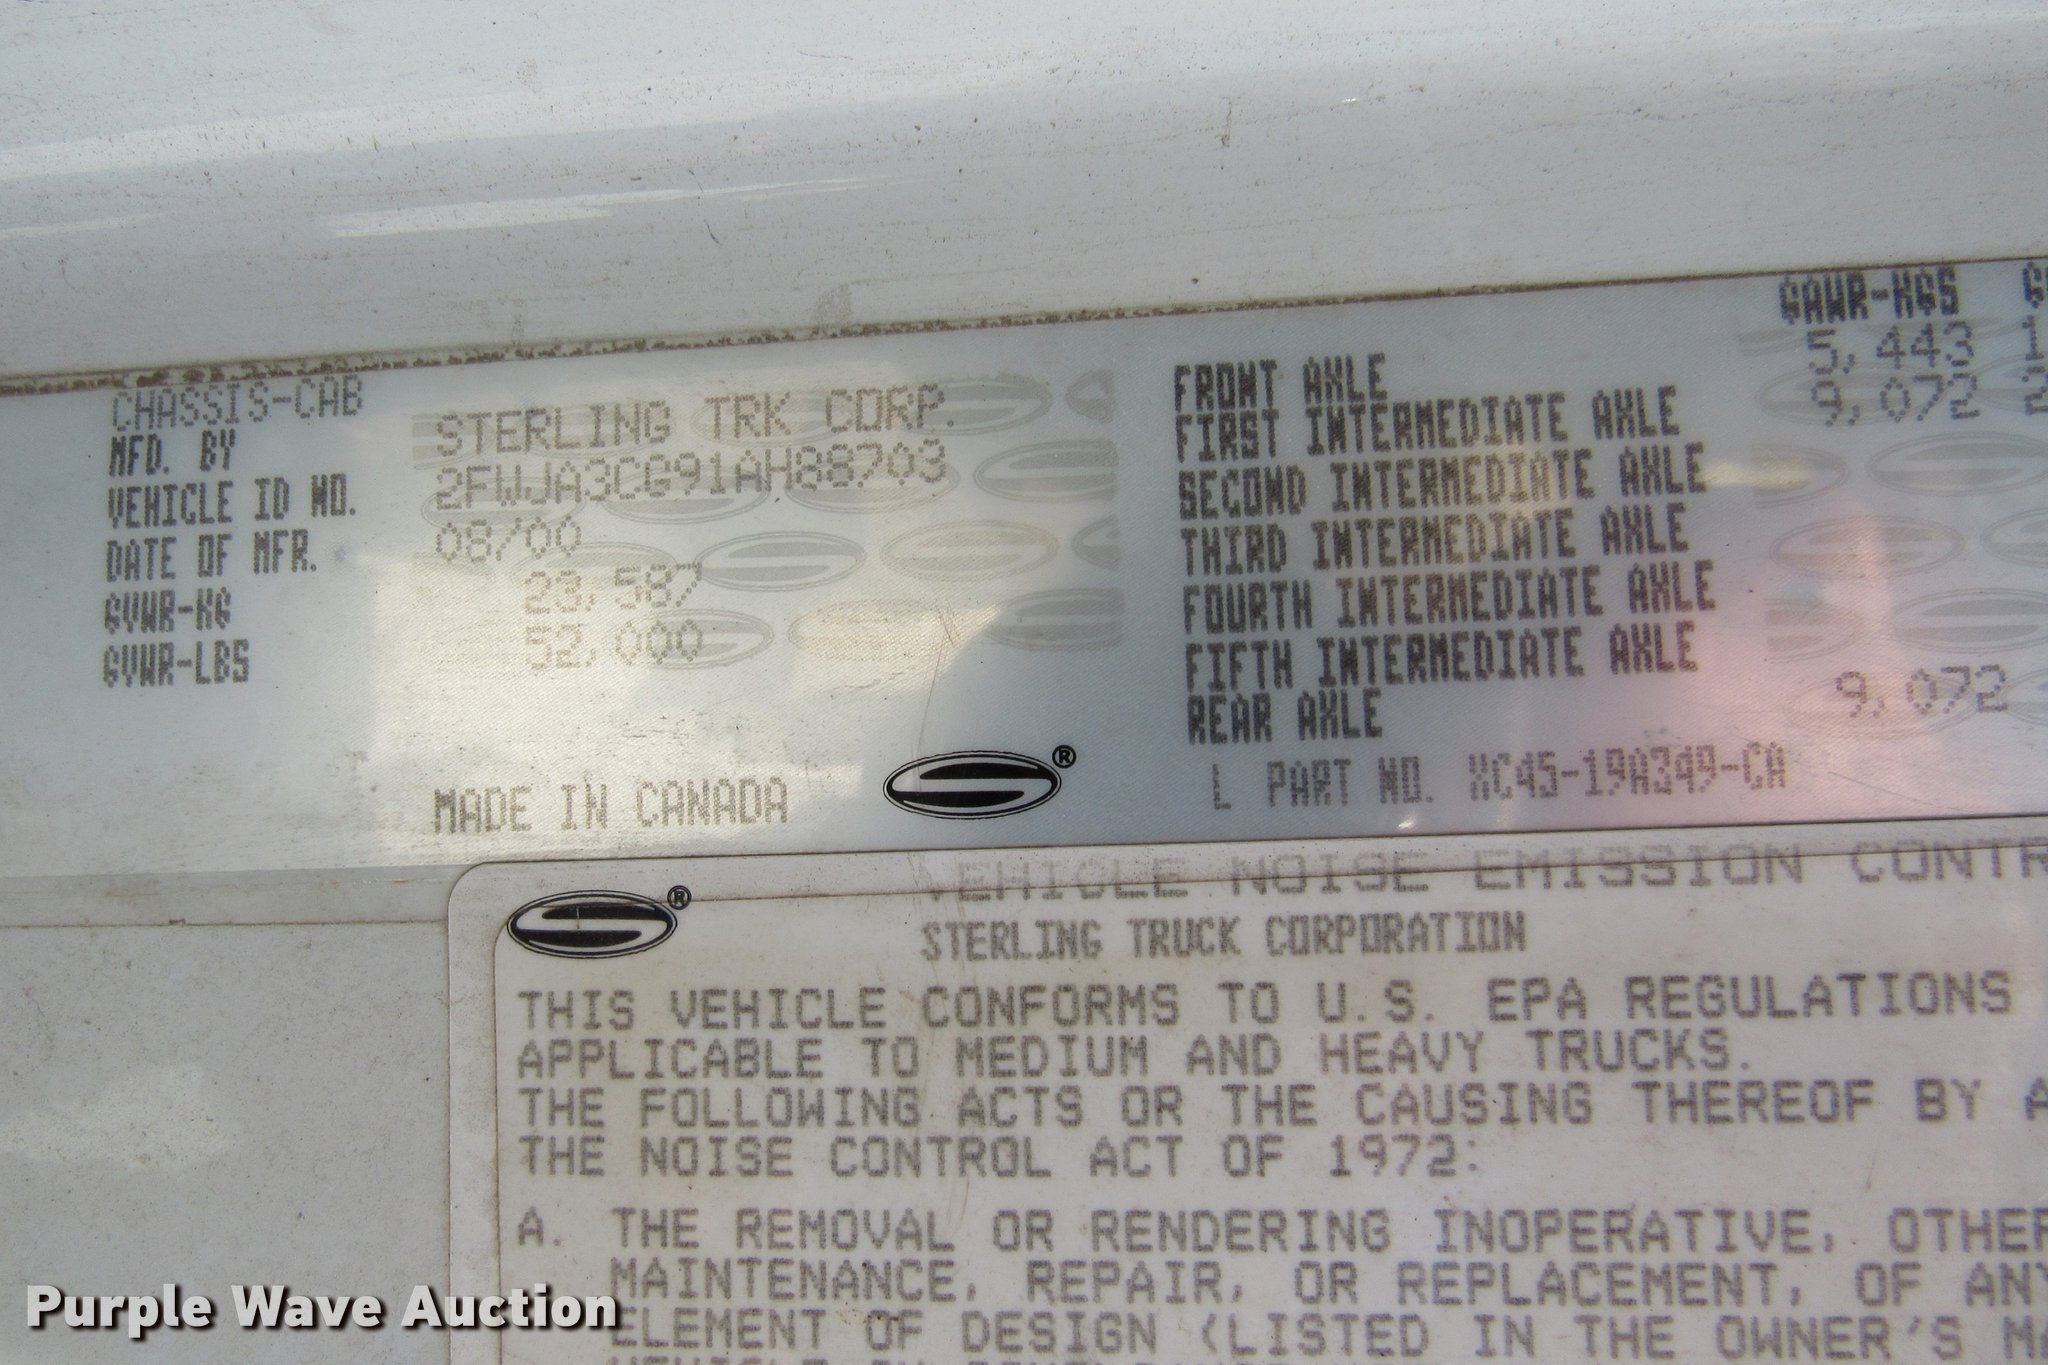 CHASSIS-CAB
MFD. BY STERLING TRK CORP.
VEHICLE ID NO. 2FWJA3CG91AH88703
DATE OF MFR. 08/00
GVWR-KG 23,587
GVWR-LBS 52,000
MADE IN CANADA
®
GAWR-KGS G
FRONT AXLE 5,443 1
FIRST INTERMEDIATE AXLE 9,072 2
SECOND INTERMEDIATE AXLE
THIRD INTERMEDIATE AXLE
FOURTH INTERMEDIATE AXLE
FIFTH INTERMEDIATE AXLE
REAR AXLE 9,072
L PART NO. XC45-19A349-CA
®
VEHICLE NOISE EMISSION CONTR
STERLING TRUCK CORPORATION
THIS VEHICLE CONFORMS TO U.S. EPA REGULATIONS
APPLICABLE TO MEDIUM AND HEAVY TRUCKS.
THE FOLLOWING ACTS OR THE CAUSING THEREOF BY A
THE NOISE CONTROL ACT OF 1972:
A. THE REMOVAL OR RENDERING INOPERATIVE, OTHER
MAINTENANCE, REPAIR, OR REPLACEMENT, OF ANY
ELEMENT OF DESIGN (LISTED IN THE OWNER'S MA
Purple Wave Auction